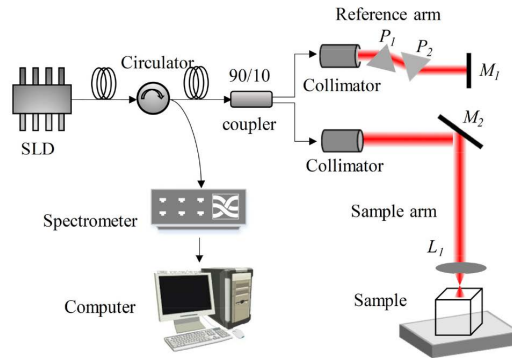 Reference arm
P1
P2
Circulator
90/10
Collimator
M1
SLD
coupler
M2
Collimator
Spectrometer
Sample arm
L1
Computer
Sample